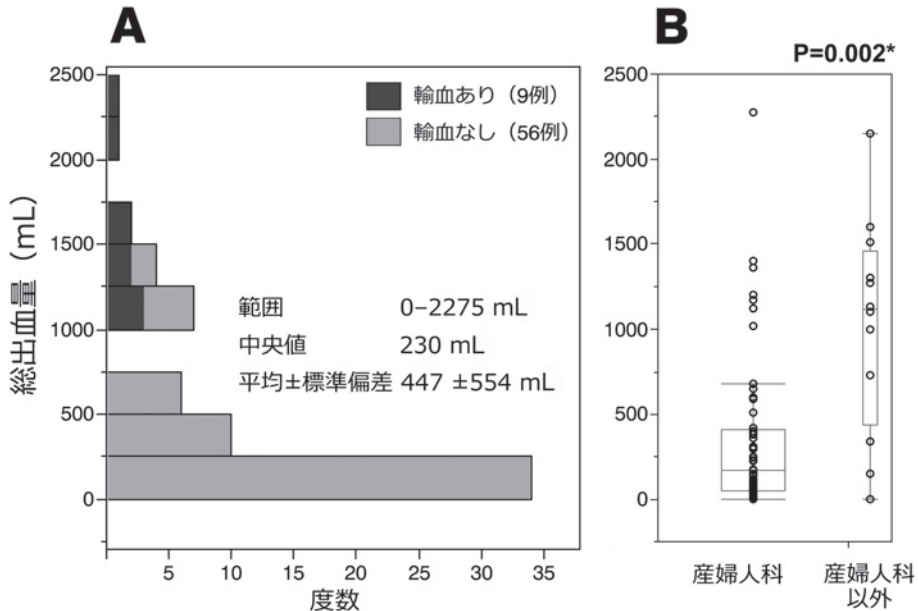 A
2500
2000
1500
1000
500
0
総出血量（mL）
輸血あり（9例）
輸血なし（56例）
範囲 0–2275 mL
中央値 230 mL
平均±標準偏差 447 ±554 mL
5 10 15 20 25 30 35
度数
B
P=0.002*
2500
2000
1500
1000
500
0
産婦人科
産婦人科
以外